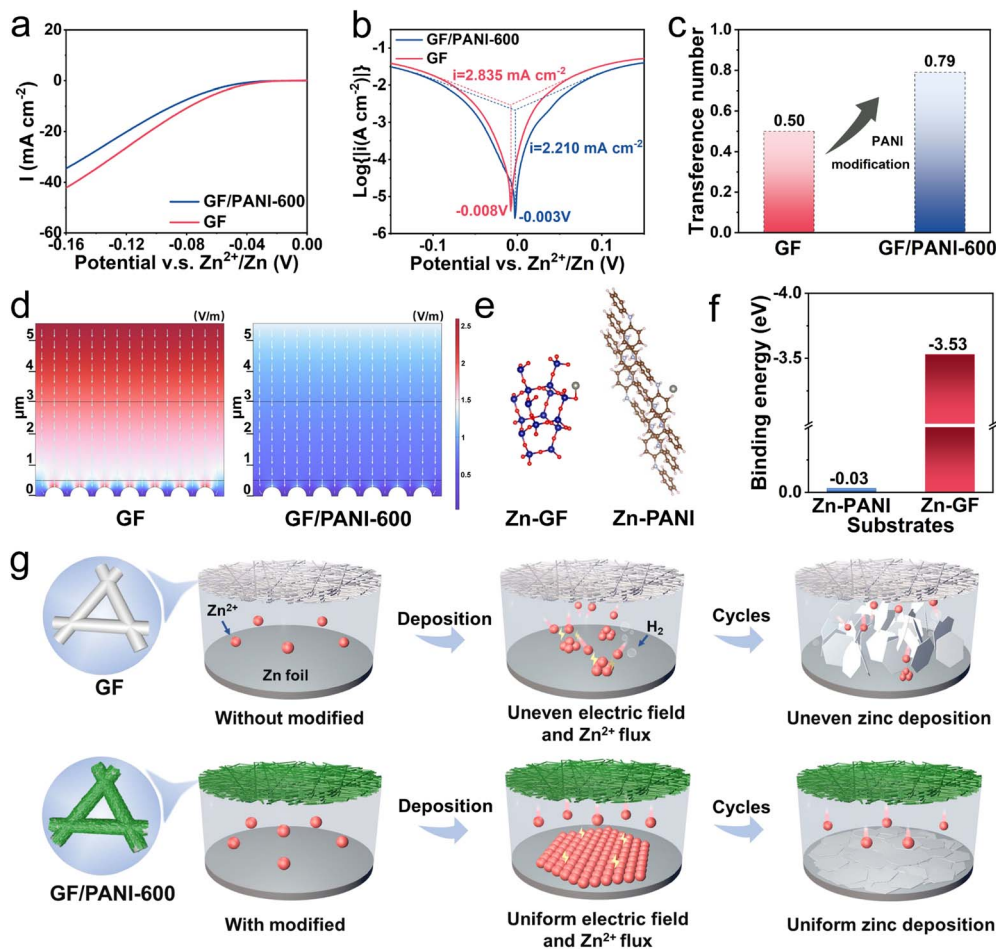 a
20
0
-20
-40
-60
I (mA cm⁻²)
GF/PANI-600
GF
-0.16
-0.12
-0.08
-0.04
0.00
Potential v.s. Zn²⁺/Zn (V)
b
-1
-2
-3
-4
-5
-6
Log{|i(A cm⁻²)|}
GF/PANI-600
GF
i=2.835 mA cm⁻²
i=2.210 mA cm⁻²
-0.008V
-0.003V
-0.1
0.0
0.1
Potential vs. Zn²⁺/Zn (V)
c
1.0
0.8
0.6
0.4
0.2
0.0
Transference number
0.50
0.79
PANI
modification
GF
GF/PANI-600
d
(V/m)
(V/m)
5
4
3
2
1
0
μm
5
4
3
2
1
0
μm
2.5
2
1.5
1
0.5
GF
GF/PANI-600
e
Zn-GF
Zn-PANI
f
-4.0
-3.5
0.0
Binding energy (eV)
-0.03
-3.53
Zn-PANI
Zn-GF
Substrates
g
GF
Zn²⁺
Zn foil
Without modified
Deposition
H₂
Uneven electric field
and Zn²⁺ flux
Cycles
Uneven zinc deposition
GF/PANI-600
With modified
Deposition
Uniform electric field
and Zn²⁺ flux
Cycles
Uniform zinc deposition